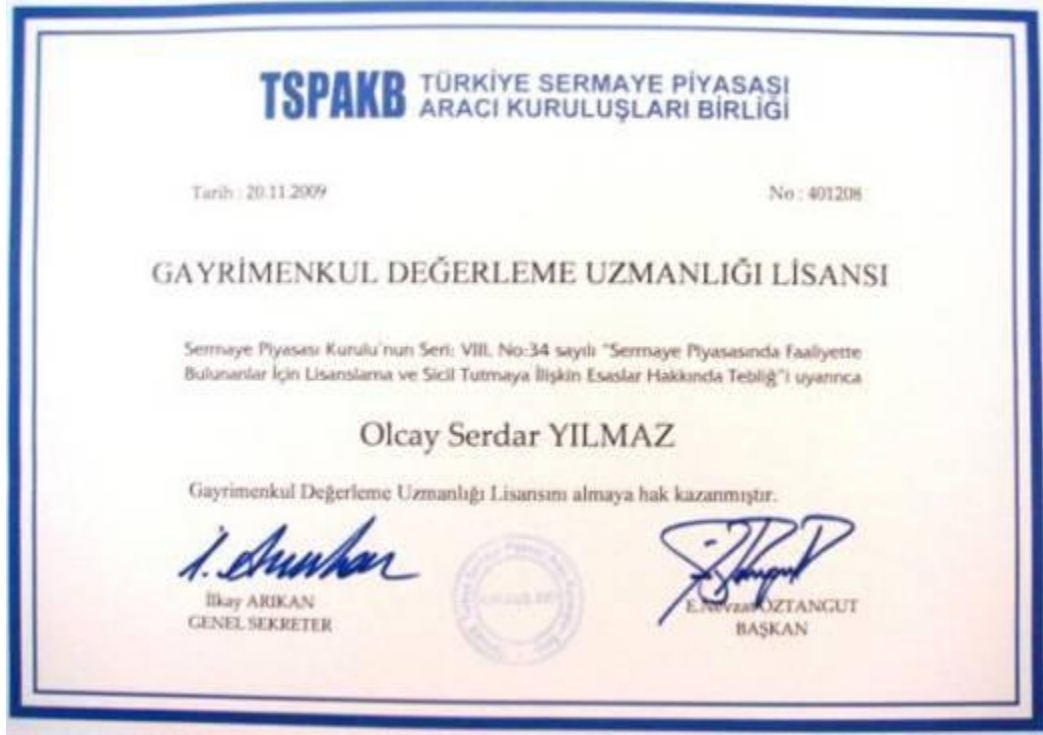 TSPAKB TÜRKİYE SERMAYE PİYASASI
ARACI KURULUŞLARI BİRLİĞİ
Tarih : 20.11.2009
No : 401208
GAYRİMENKUL DEĞERLEME UZMANLIĞI LİSANSI
Sermaye Piyasası Kurulu'nun Seri: VIII, No:34 sayılı "Sermaye Piyasasında Faaliyette
Bulunanlar İçin Lisanslama ve Sicil Tutmaya İlişkin Esaslar Hakkında Tebliğ"i uyarınca
Olcay Serdar YILMAZ
Gayrimenkul Değerleme Uzmanlığı Lisansını almaya hak kazanmıştır.
İlkay ARIKAN
GENEL SEKRETER
E.Nevzat ÖZTANGUT
BAŞKAN